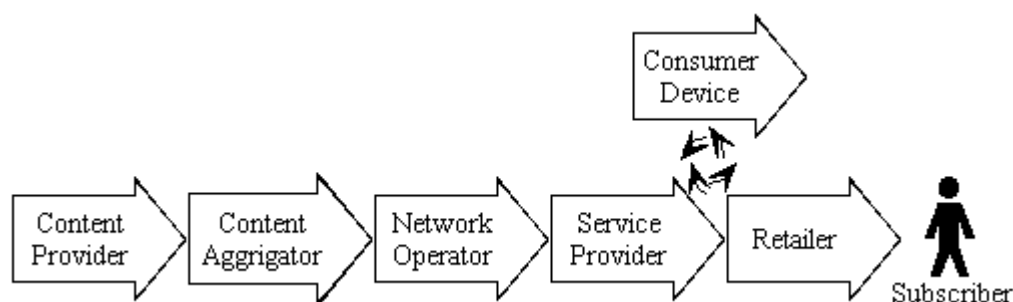 Consumer
Device
Content
Provider
Content
Aggrigator
Network
Operator
Service
Provider
Retailer
Subscriber